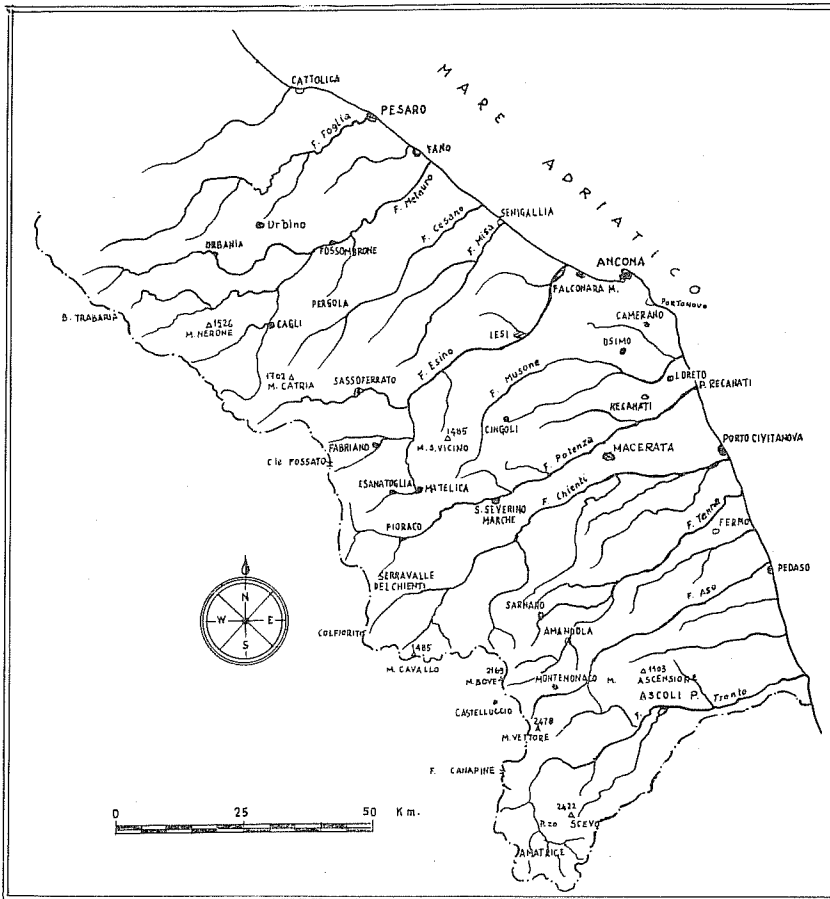 MARE ADRIATICO
CATTOLICA
PESARO
F. Foglia
FANO
F. Metauro
F. Cesano
SENIGALLIA
Urbino
F. Misa
URBANIA
FOSSOMBRONE
ANCONA
FALCONARA M.
PORTONOVO
B. TRABARIA
PERGOLA
CAMERANO
1526
M. NERONE
CAGLI
IESI
OSIMO
F. Esino
F. Musone
1702
M. CATRIA
SASSOFERRATO
LORETO
P. RECANATI
RECANATI
CINGOLI
1485
M. S. VICINO
FABRIANO
F. Potenza
MACERATA
PORTO CIVITANOVA
C le FOSSATO
ESANATOGLIA
MATELICA
F. Chienti
S. SEVERINO
MARCHE
PIORACO
F. Tenna
FERMO
SERRAVALLE
DEL CHIENTI
PEDASO
F. Aso
SARNANO
N
W E
S
COLFIORITO
AMANDOLA
1485
M. CAVALLO
2169
M. BOVE
MONTEMONACO
M. 1103
ASCENSIONE
ASCOLI P.
F. Tronto
CASTELLUCCIO
2478
M. VETTORE
F. CANAPINE
0 25 50 Km.
2422
P.zo SCEVO
AMATRICE